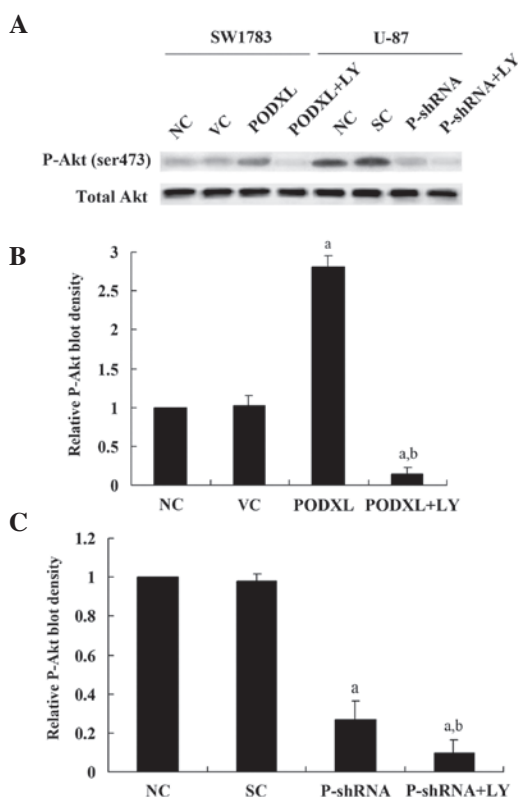 A
SW1783 U-87
NC VC PODXL PODXL+LY NC SC P-shRNA P-shRNA+LY
P-Akt (ser473)
Total Akt
B
Relative P-Akt blot density
3
2.5
2
1.5
1
0.5
0
a
a,b
NC VC PODXL PODXL+LY
C
Relative P-Akt blot density
1.2
1
0.8
0.6
0.4
0.2
0
a
a,b
NC SC P-shRNA P-shRNA+LY